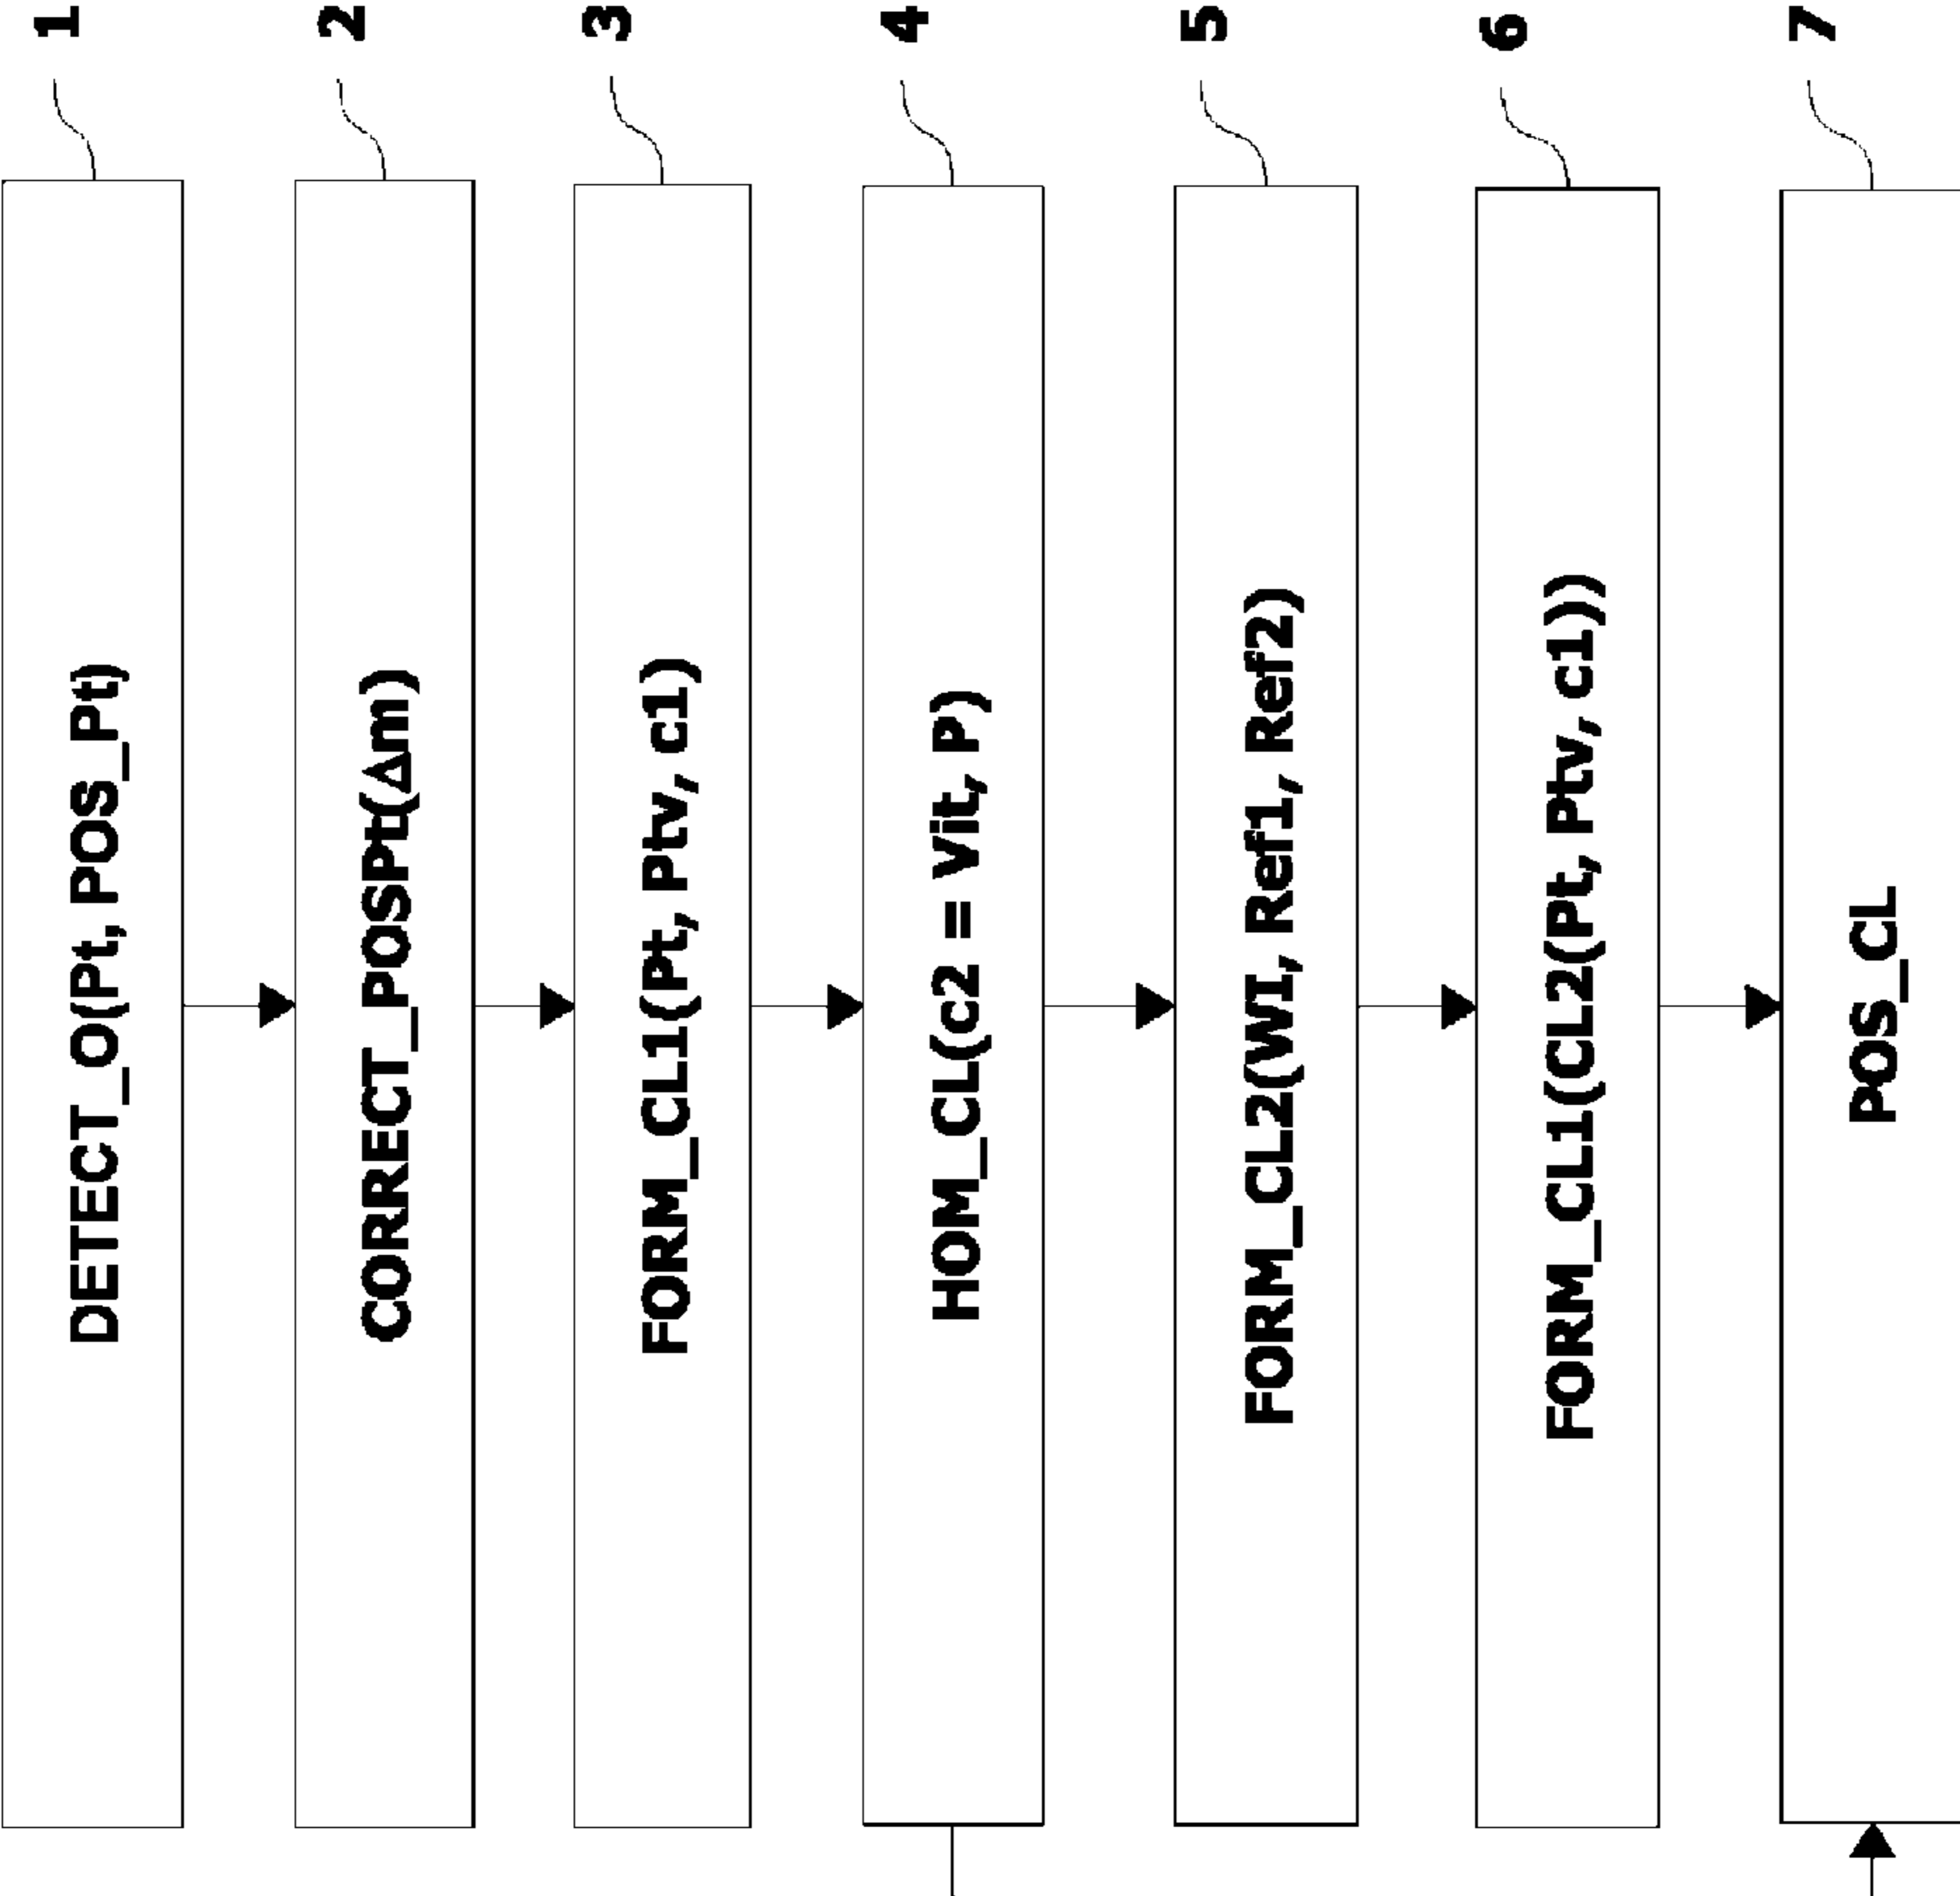 DETECT_O(Pt, POS_Pt)
1
CORRECT_POSPt(Δm)
2
FORM_CL1(Pt, Ptv, c1)
3
HOM_CL(c2 = Vit, P)
4
FORM_CL2(WI, Ref1, Ref2)
5
FORM_CL1(CL2(Pt, Ptv, c1))
6
POS_CL
7